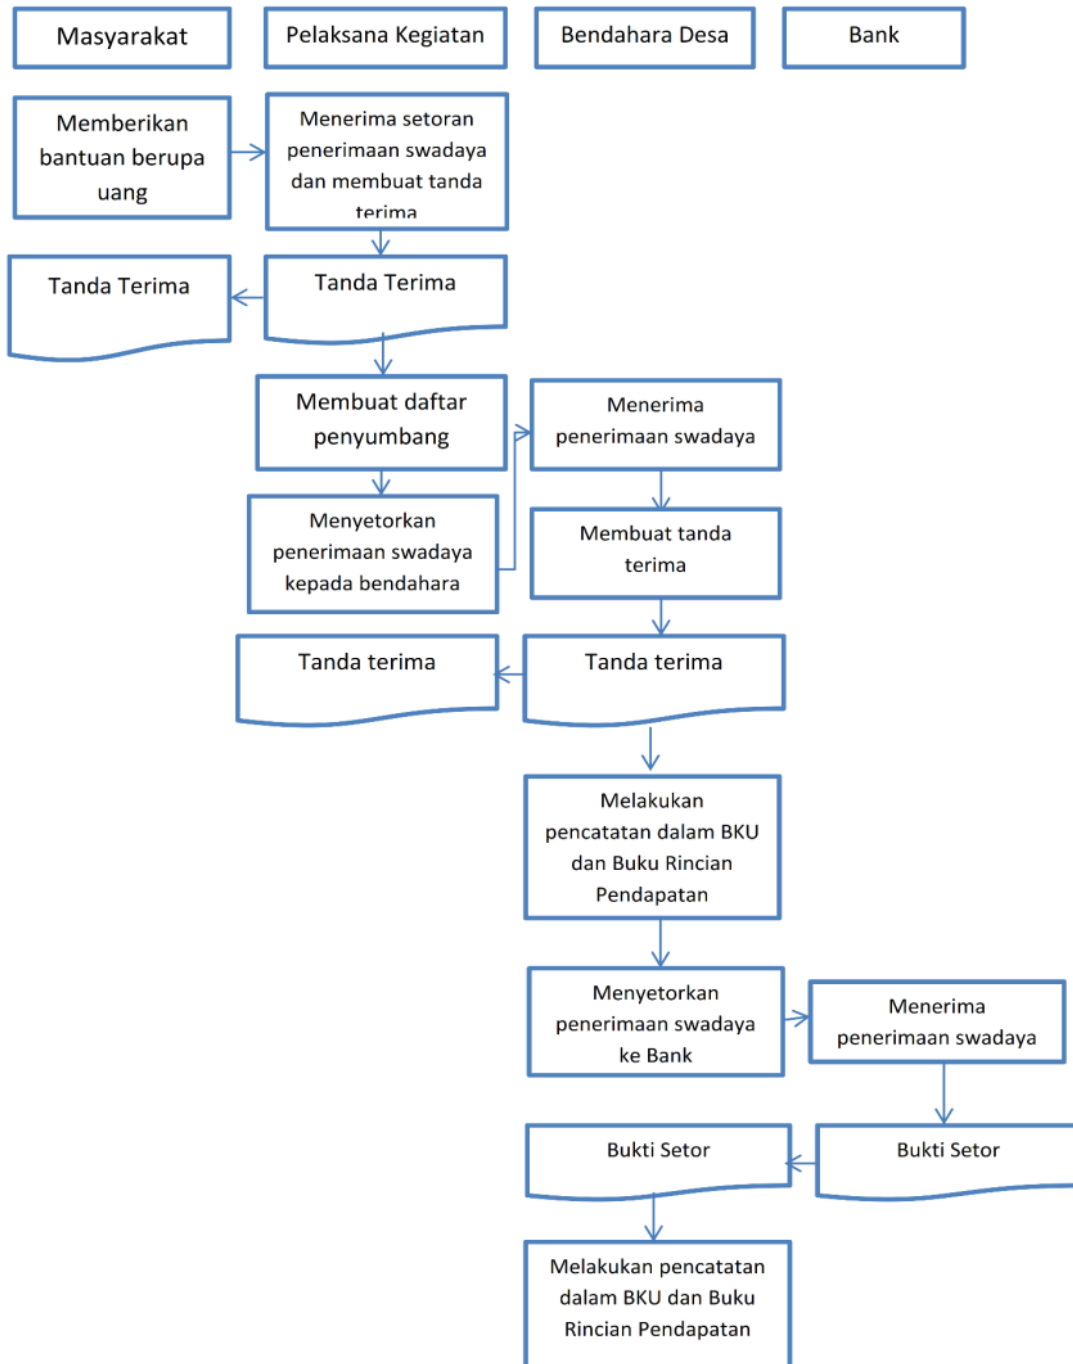 Masyarakat
Pelaksana Kegiatan
Bendahara Desa
Bank
Memberikan
bantuan berupa
uang
Menerima setoran
penerimaan swadaya
dan membuat tanda
terima
Tanda Terima
Tanda Terima
Membuat daftar
penyumbang
Menerima
penerimaan swadaya
Menyetorkan
penerimaan swadaya
kepada bendahara
Membuat tanda
terima
Tanda terima
Tanda terima
Melakukan
pencatatan dalam BKU
dan Buku Rincian
Pendapatan
Menyetorkan
penerimaan swadaya
ke Bank
Menerima
penerimaan swadaya
Bukti Setor
Bukti Setor
Melakukan pencatatan
dalam BKU dan Buku
Rincian Pendapatan